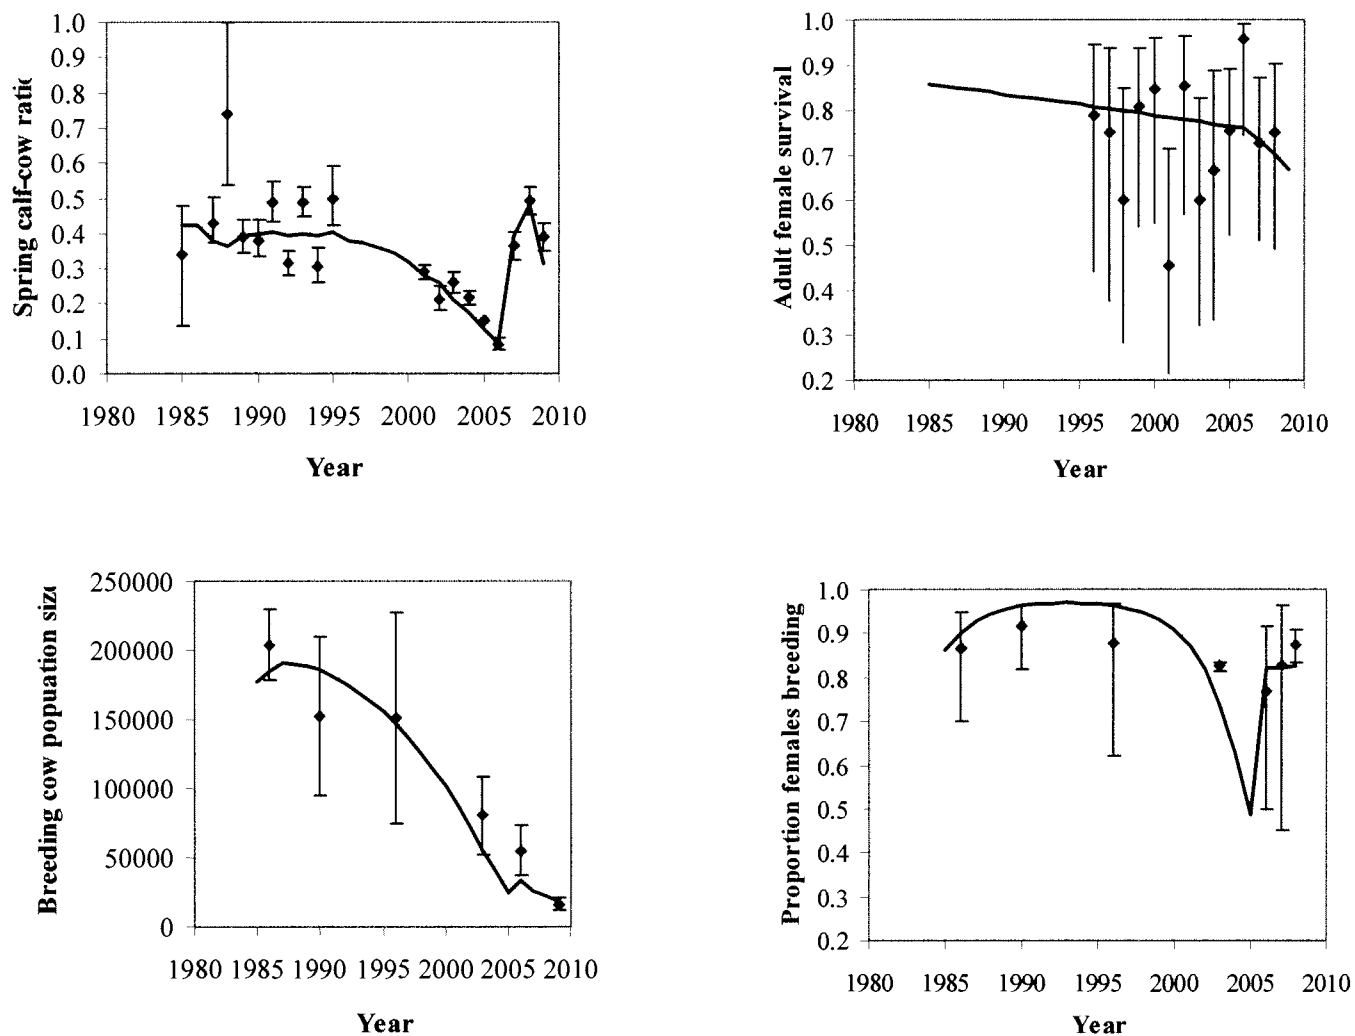 Spring calf-cow ratio
1.0
0.9
0.8
0.7
0.6
0.5
0.4
0.3
0.2
0.1
0.0
1980 1985 1990 1995 2000 2005 2010
Year
Adult female survival
1.0
0.9
0.8
0.7
0.6
0.5
0.4
0.3
0.2
1980 1985 1990 1995 2000 2005 2010
Year
Breeding cow popuation size
250000
200000
150000
100000
50000
0
1980 1985 1990 1995 2000 2005 2010
Year
Proportion females breeding
1.0
0.9
0.8
0.7
0.6
0.5
0.4
0.3
0.2
1980 1985 1990 1995 2000 2005 2010
Year